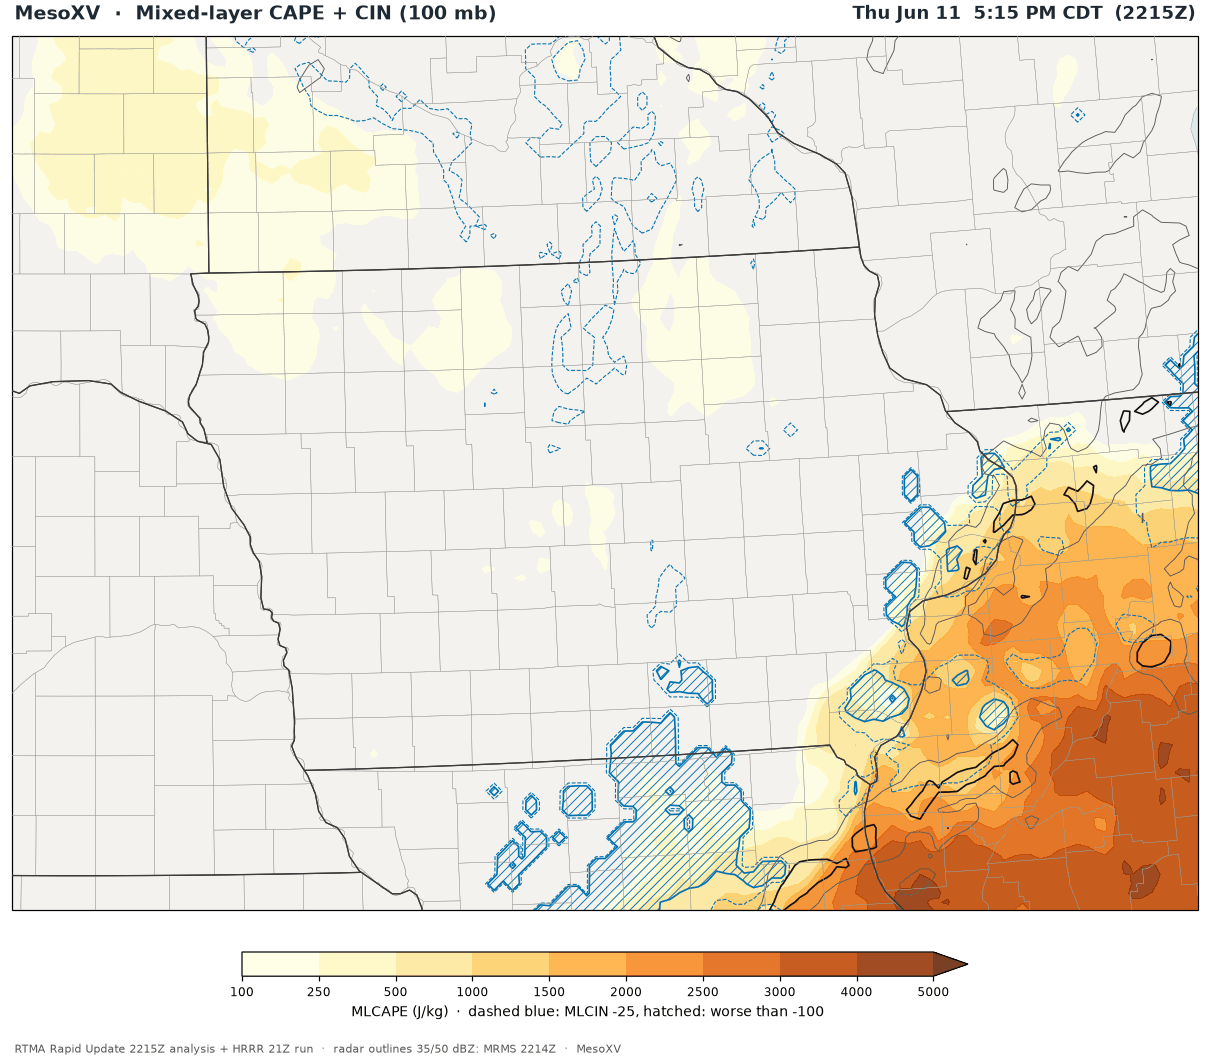 MesoXV · Mixed-layer CAPE + CIN (100 mb)
Thu Jun 11 5:15 PM CDT (2215Z)
100 250 500 1000 1500 2000 2500 3000 4000 5000
MLCAPE (J/kg) · dashed blue: MLCIN -25, hatched: worse than -100
RTMA Rapid Update 2215Z analysis + HRRR 21Z run · radar outlines 35/50 dBZ: MRMS 2214Z · MesoXV